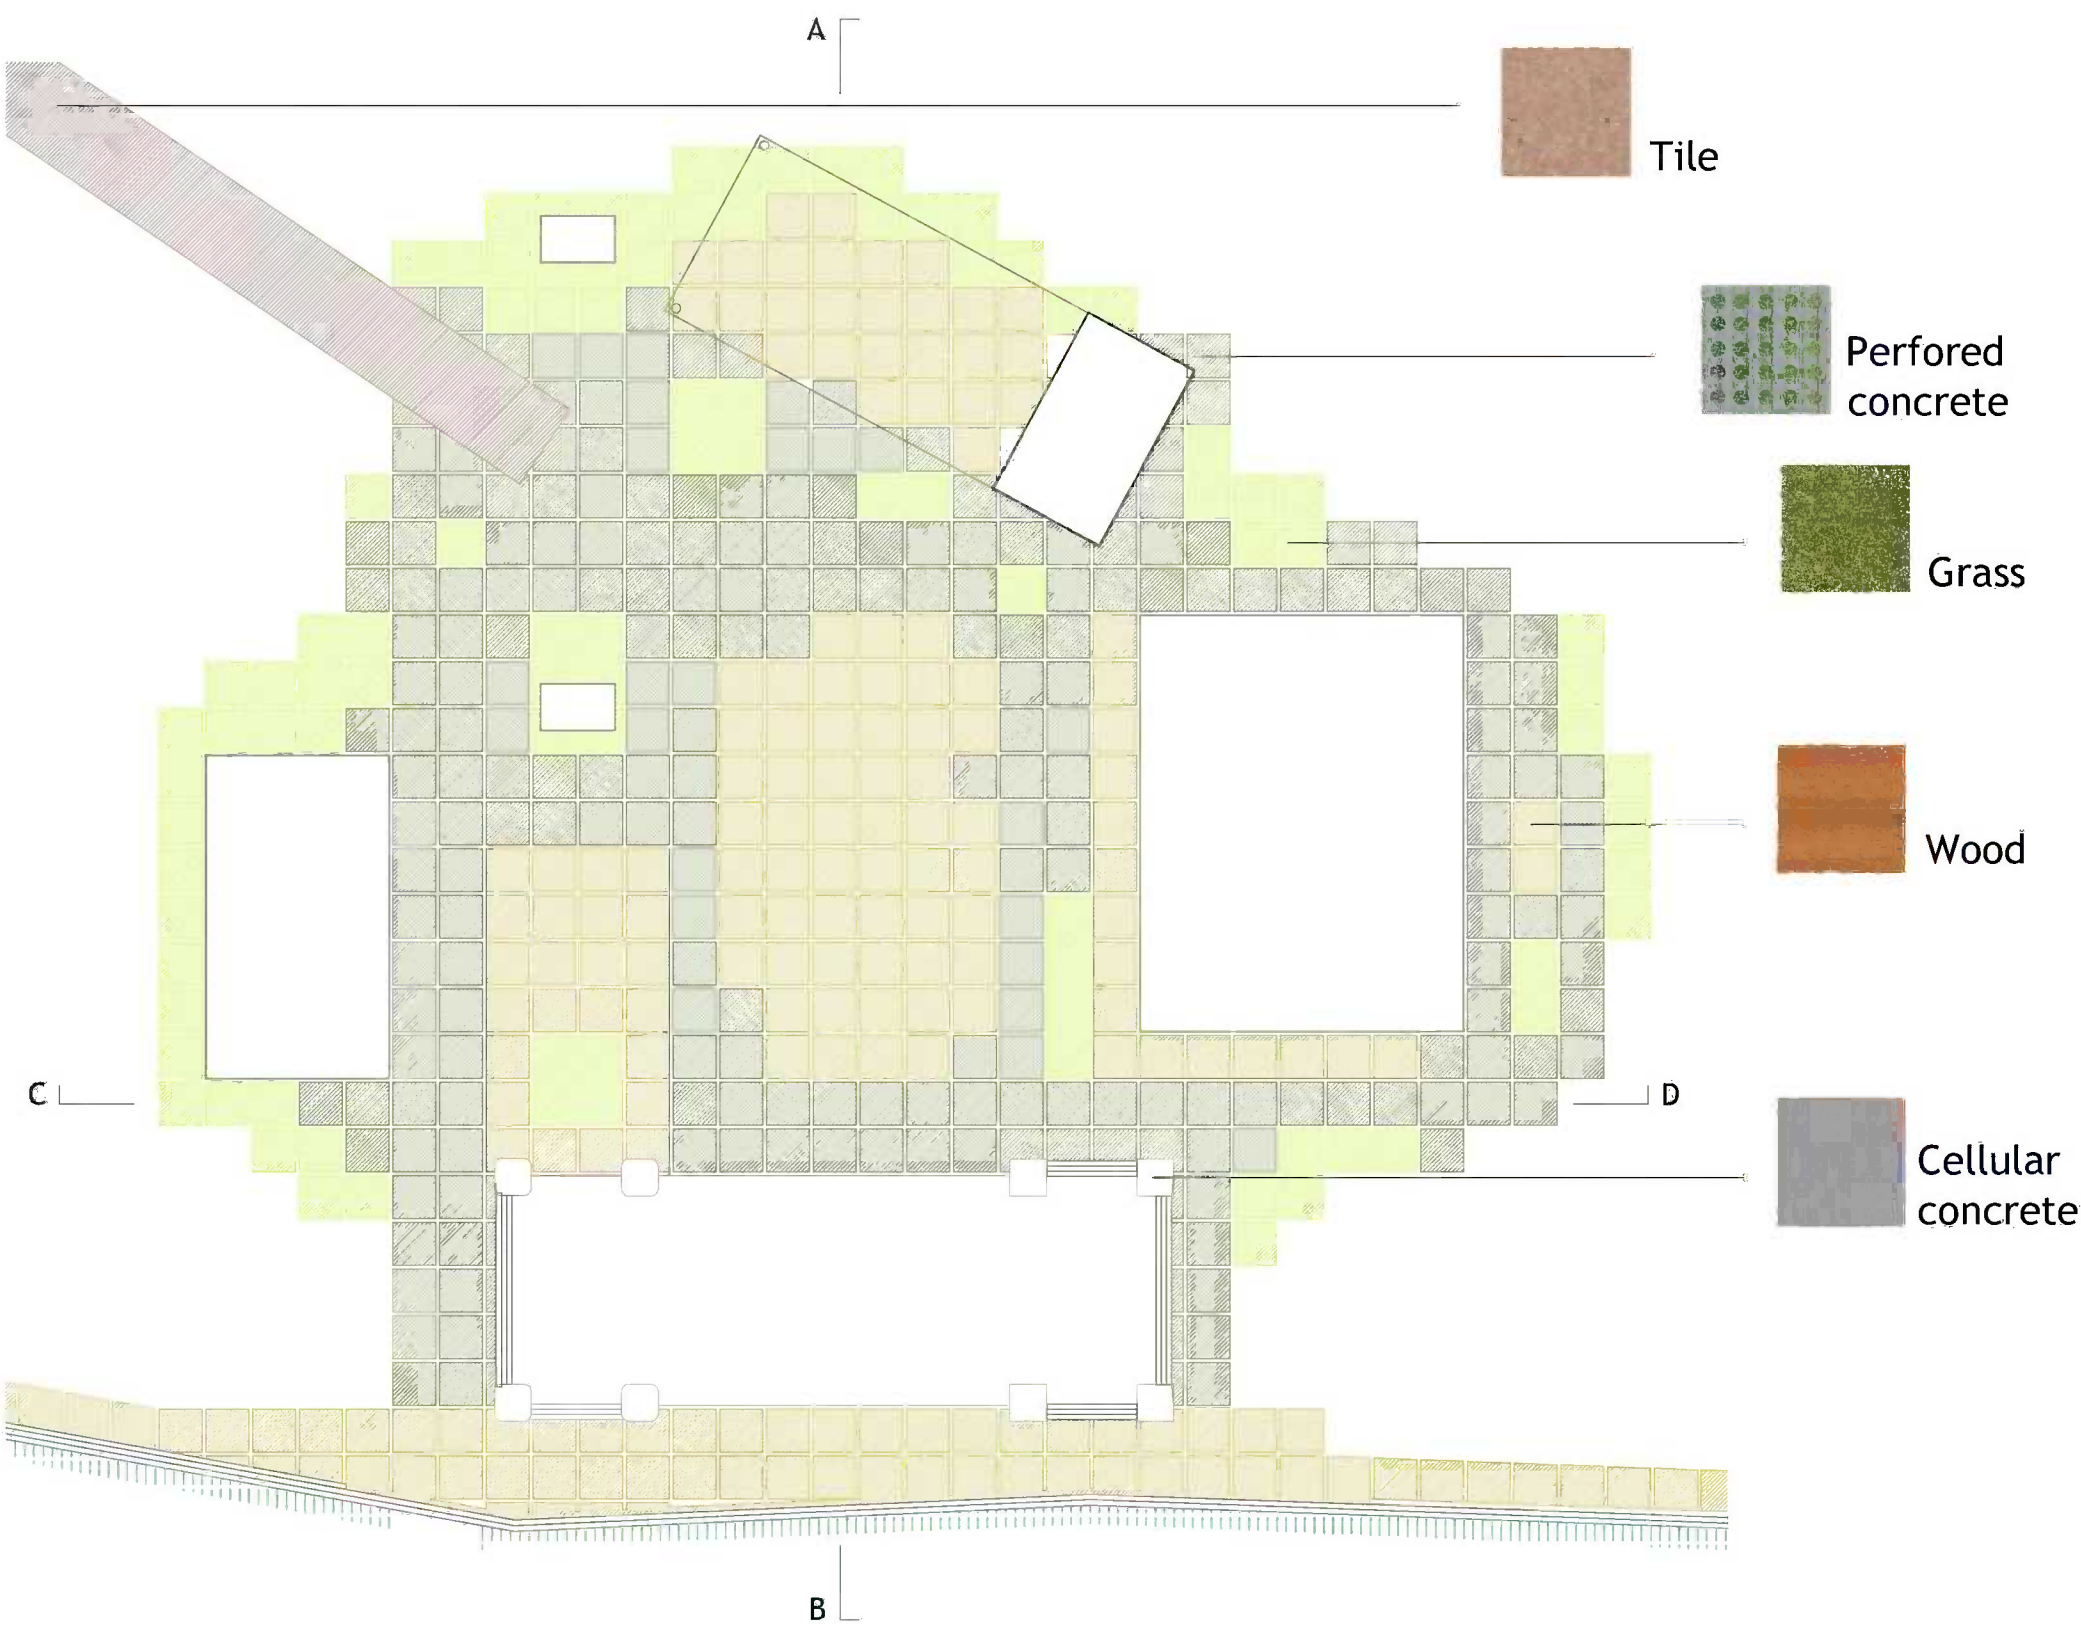 A
Tile
Perfored
concrete
Grass
Wood
C
D
Cellular
concrete
B